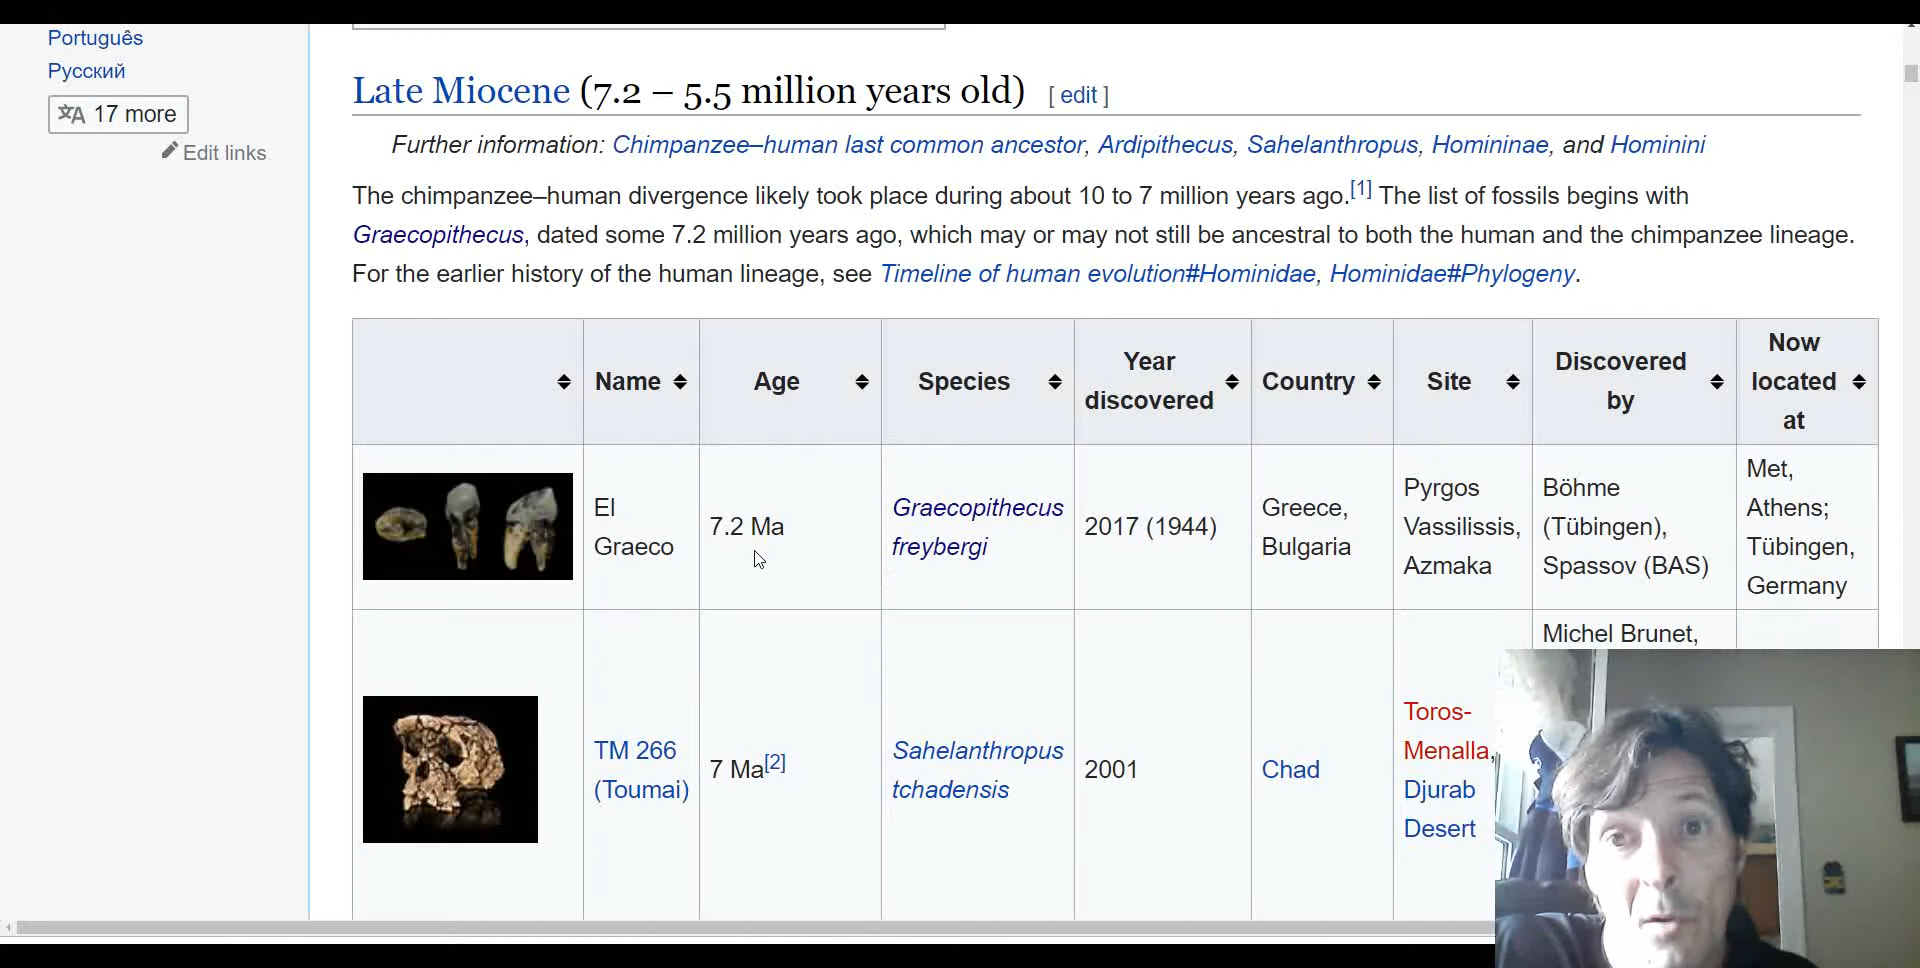 Português
Русский
文A 17 more
Edit links
Late Miocene (7.2 – 5.5 million years old) [ edit ]
Further information: Chimpanzee–human last common ancestor, Ardipithecus, Sahelanthropus, Homininae, and Hominini
The chimpanzee–human divergence likely took place during about 10 to 7 million years ago.[1] The list of fossils begins with
Graecopithecus, dated some 7.2 million years ago, which may or may not still be ancestral to both the human and the chimpanzee lineage.
For the earlier history of the human lineage, see Timeline of human evolution#Hominidae, Hominidae#Phylogeny.
Name
Age
Species
Year
discovered
Country
Site
Discovered
by
Now
located
at
El
Graeco
7.2 Ma
Graecopithecus
freybergi
2017 (1944)
Greece,
Bulgaria
Pyrgos
Vassilissis,
Azmaka
Böhme
(Tübingen),
Spassov (BAS)
Met,
Athens;
Tübingen,
Germany
TM 266
(Toumai)
7 Ma[2]
Sahelanthropus
tchadensis
2001
Chad
Toros-
Menalla,
Djurab
Desert
Michel Brunet,